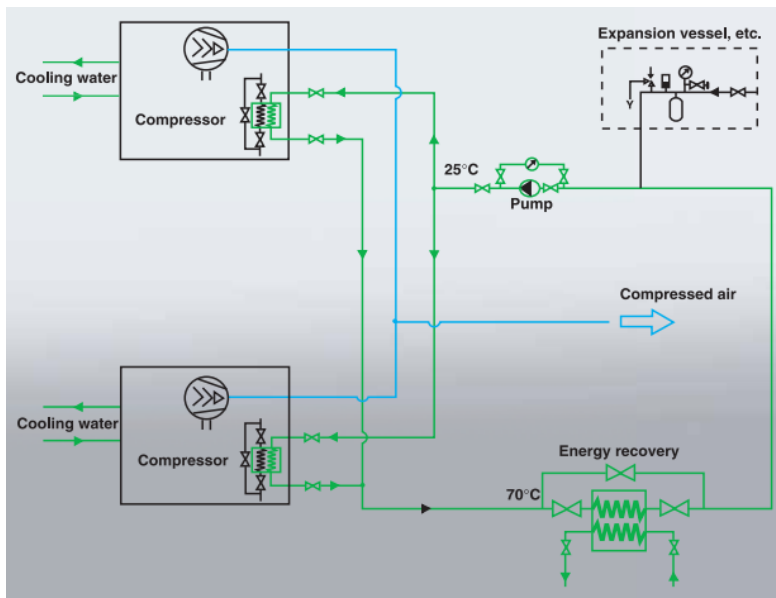 Expansion vessel, etc.
Cooling water
Compressor
Y
25°C
Pump
Compressed air
Cooling water
Compressor
Energy recovery
70°C